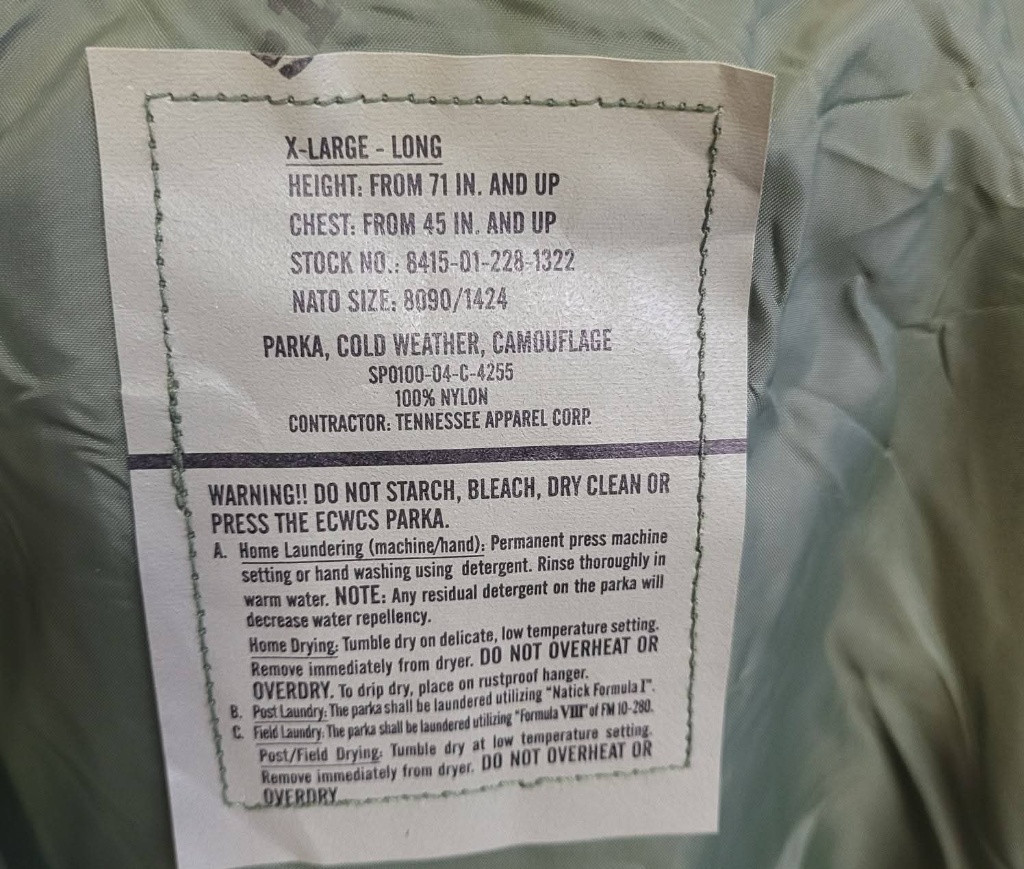 X-LARGE - LONG
HEIGHT: FROM 71 IN. AND UP
CHEST: FROM 45 IN. AND UP
STOCK NO.: 8415-01-228-1322
NATO SIZE: 8090/1424
PARKA, COLD WEATHER, CAMOUFLAGE
SPO100-04-C-4255
100% NYLON
CONTRACTOR: TENNESSEE APPAREL CORP.
WARNING!! DO NOT STARCH, BLEACH, DRY CLEAN OR
PRESS THE ECWCS PARKA.
A. Home Laundering (machine/hand): Permanent press machine
setting or hand washing using detergent. Rinse thoroughly in
warm water. NOTE: Any residual detergent on the parka will
decrease water repellency.
Home Drying: Tumble dry on delicate, low temperature setting.
Remove immediately from dryer. DO NOT OVERHEAT OR
OVERDRY. To drip dry, place on rustproof hanger.
B. Post Laundry: The parka shall be laundered utilizing "Natick Formula I".
C. Field Laundry: The parka shall be laundered utilizing "Formula VIII" of FM 10-280.
Post/Field Drying: Tumble dry at low temperature setting.
Remove immediately from dryer. DO NOT OVERHEAT OR
OVERDRY